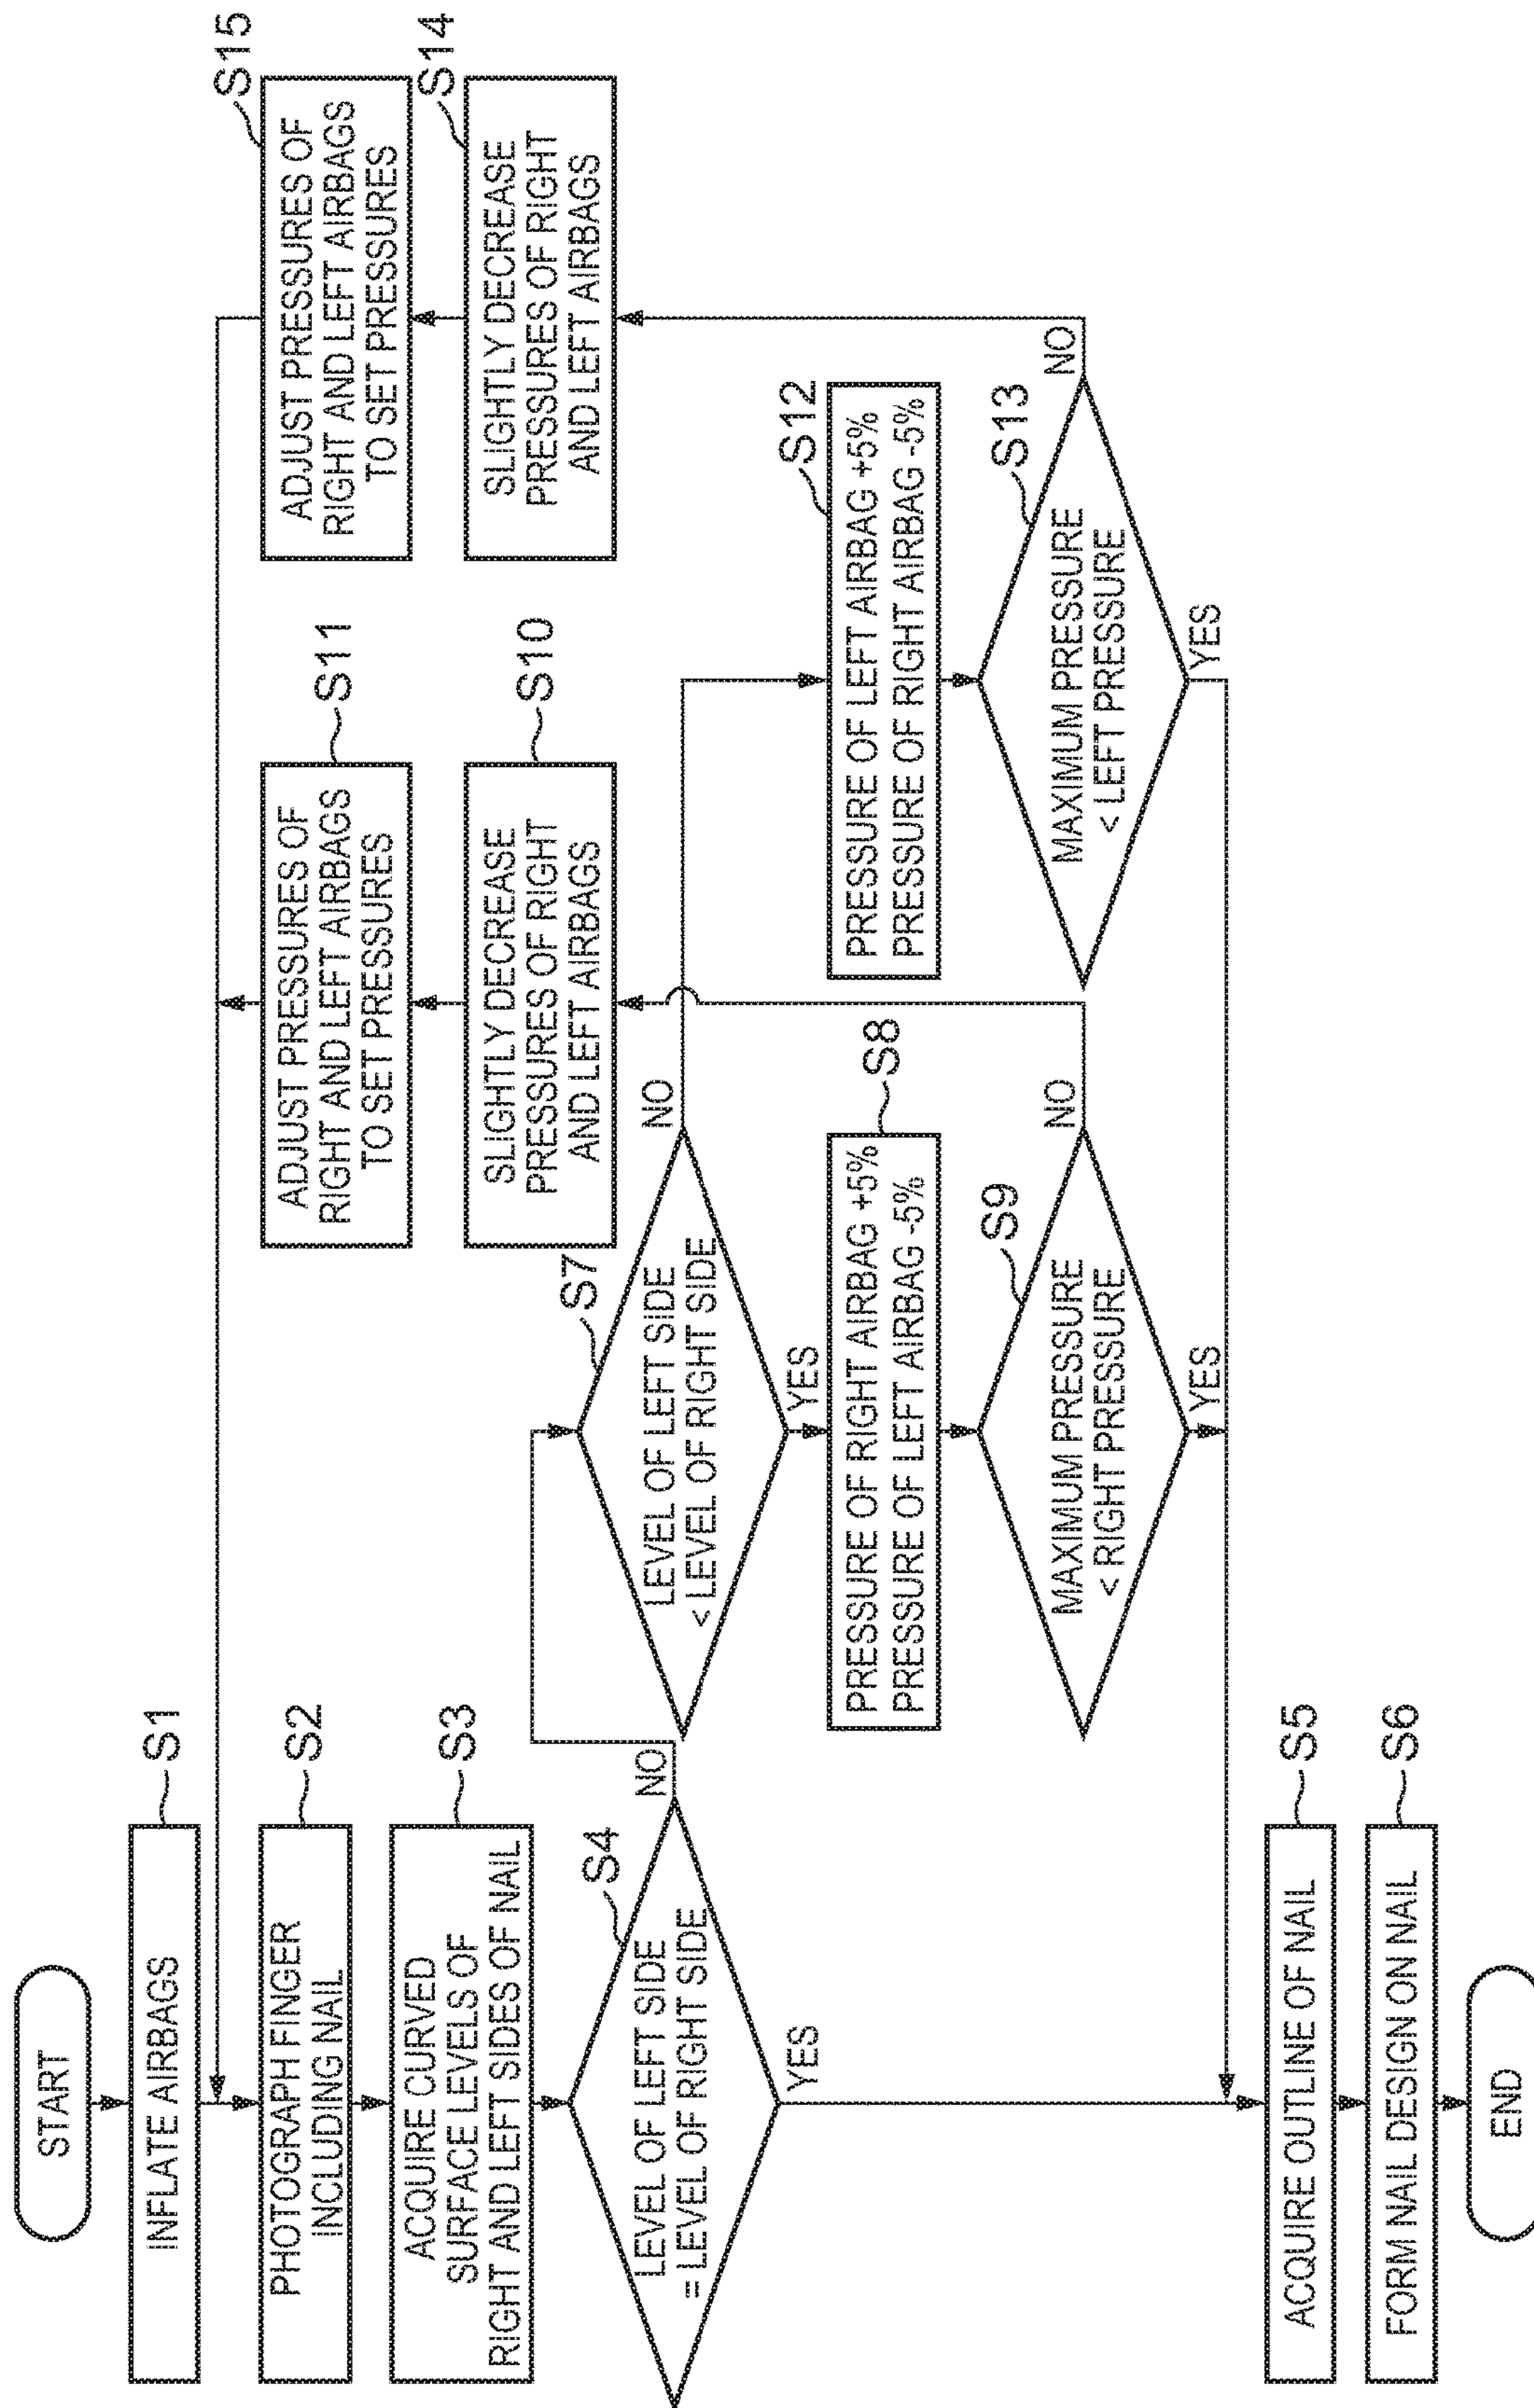 START
INFLATE AIRBAGS
S1
PHOTOGRAPH FINGER
INCLUDING NAIL
S2
ACQUIRE CURVED
SURFACE LEVELS OF
RIGHT AND LEFT SIDES OF NAIL
S3
LEVEL OF LEFT SIDE
= LEVEL OF RIGHT SIDE
S4
NO
YES
LEVEL OF LEFT SIDE
< LEVEL OF RIGHT SIDE
S7
NO
YES
PRESSURE OF RIGHT AIRBAG +5%
PRESSURE OF LEFT AIRBAG -5%
S8
MAXIMUM PRESSURE
< RIGHT PRESSURE
S9
NO
YES
SLIGHTLY DECREASE
PRESSURES OF RIGHT
AND LEFT AIRBAGS
S10
ADJUST PRESSURES OF
RIGHT AND LEFT AIRBAGS
TO SET PRESSURES
S11
PRESSURE OF LEFT AIRBAG +5%
PRESSURE OF RIGHT AIRBAG -5%
S12
MAXIMUM PRESSURE
< LEFT PRESSURE
S13
NO
YES
SLIGHTLY DECREASE
PRESSURES OF RIGHT
AND LEFT AIRBAGS
S14
ADJUST PRESSURES OF
RIGHT AND LEFT AIRBAGS
TO SET PRESSURES
S15
ACQUIRE OUTLINE OF NAIL
S5
FORM NAIL DESIGN ON NAIL
S6
END